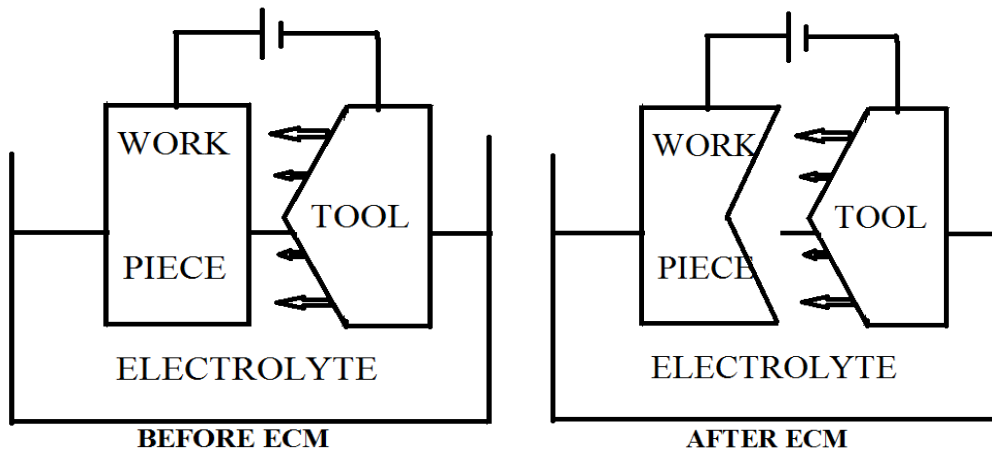 WORK
PIECE
TOOL
ELECTROLYTE
BEFORE ECM
WORK
PIECE
TOOL
ELECTROLYTE
AFTER ECM